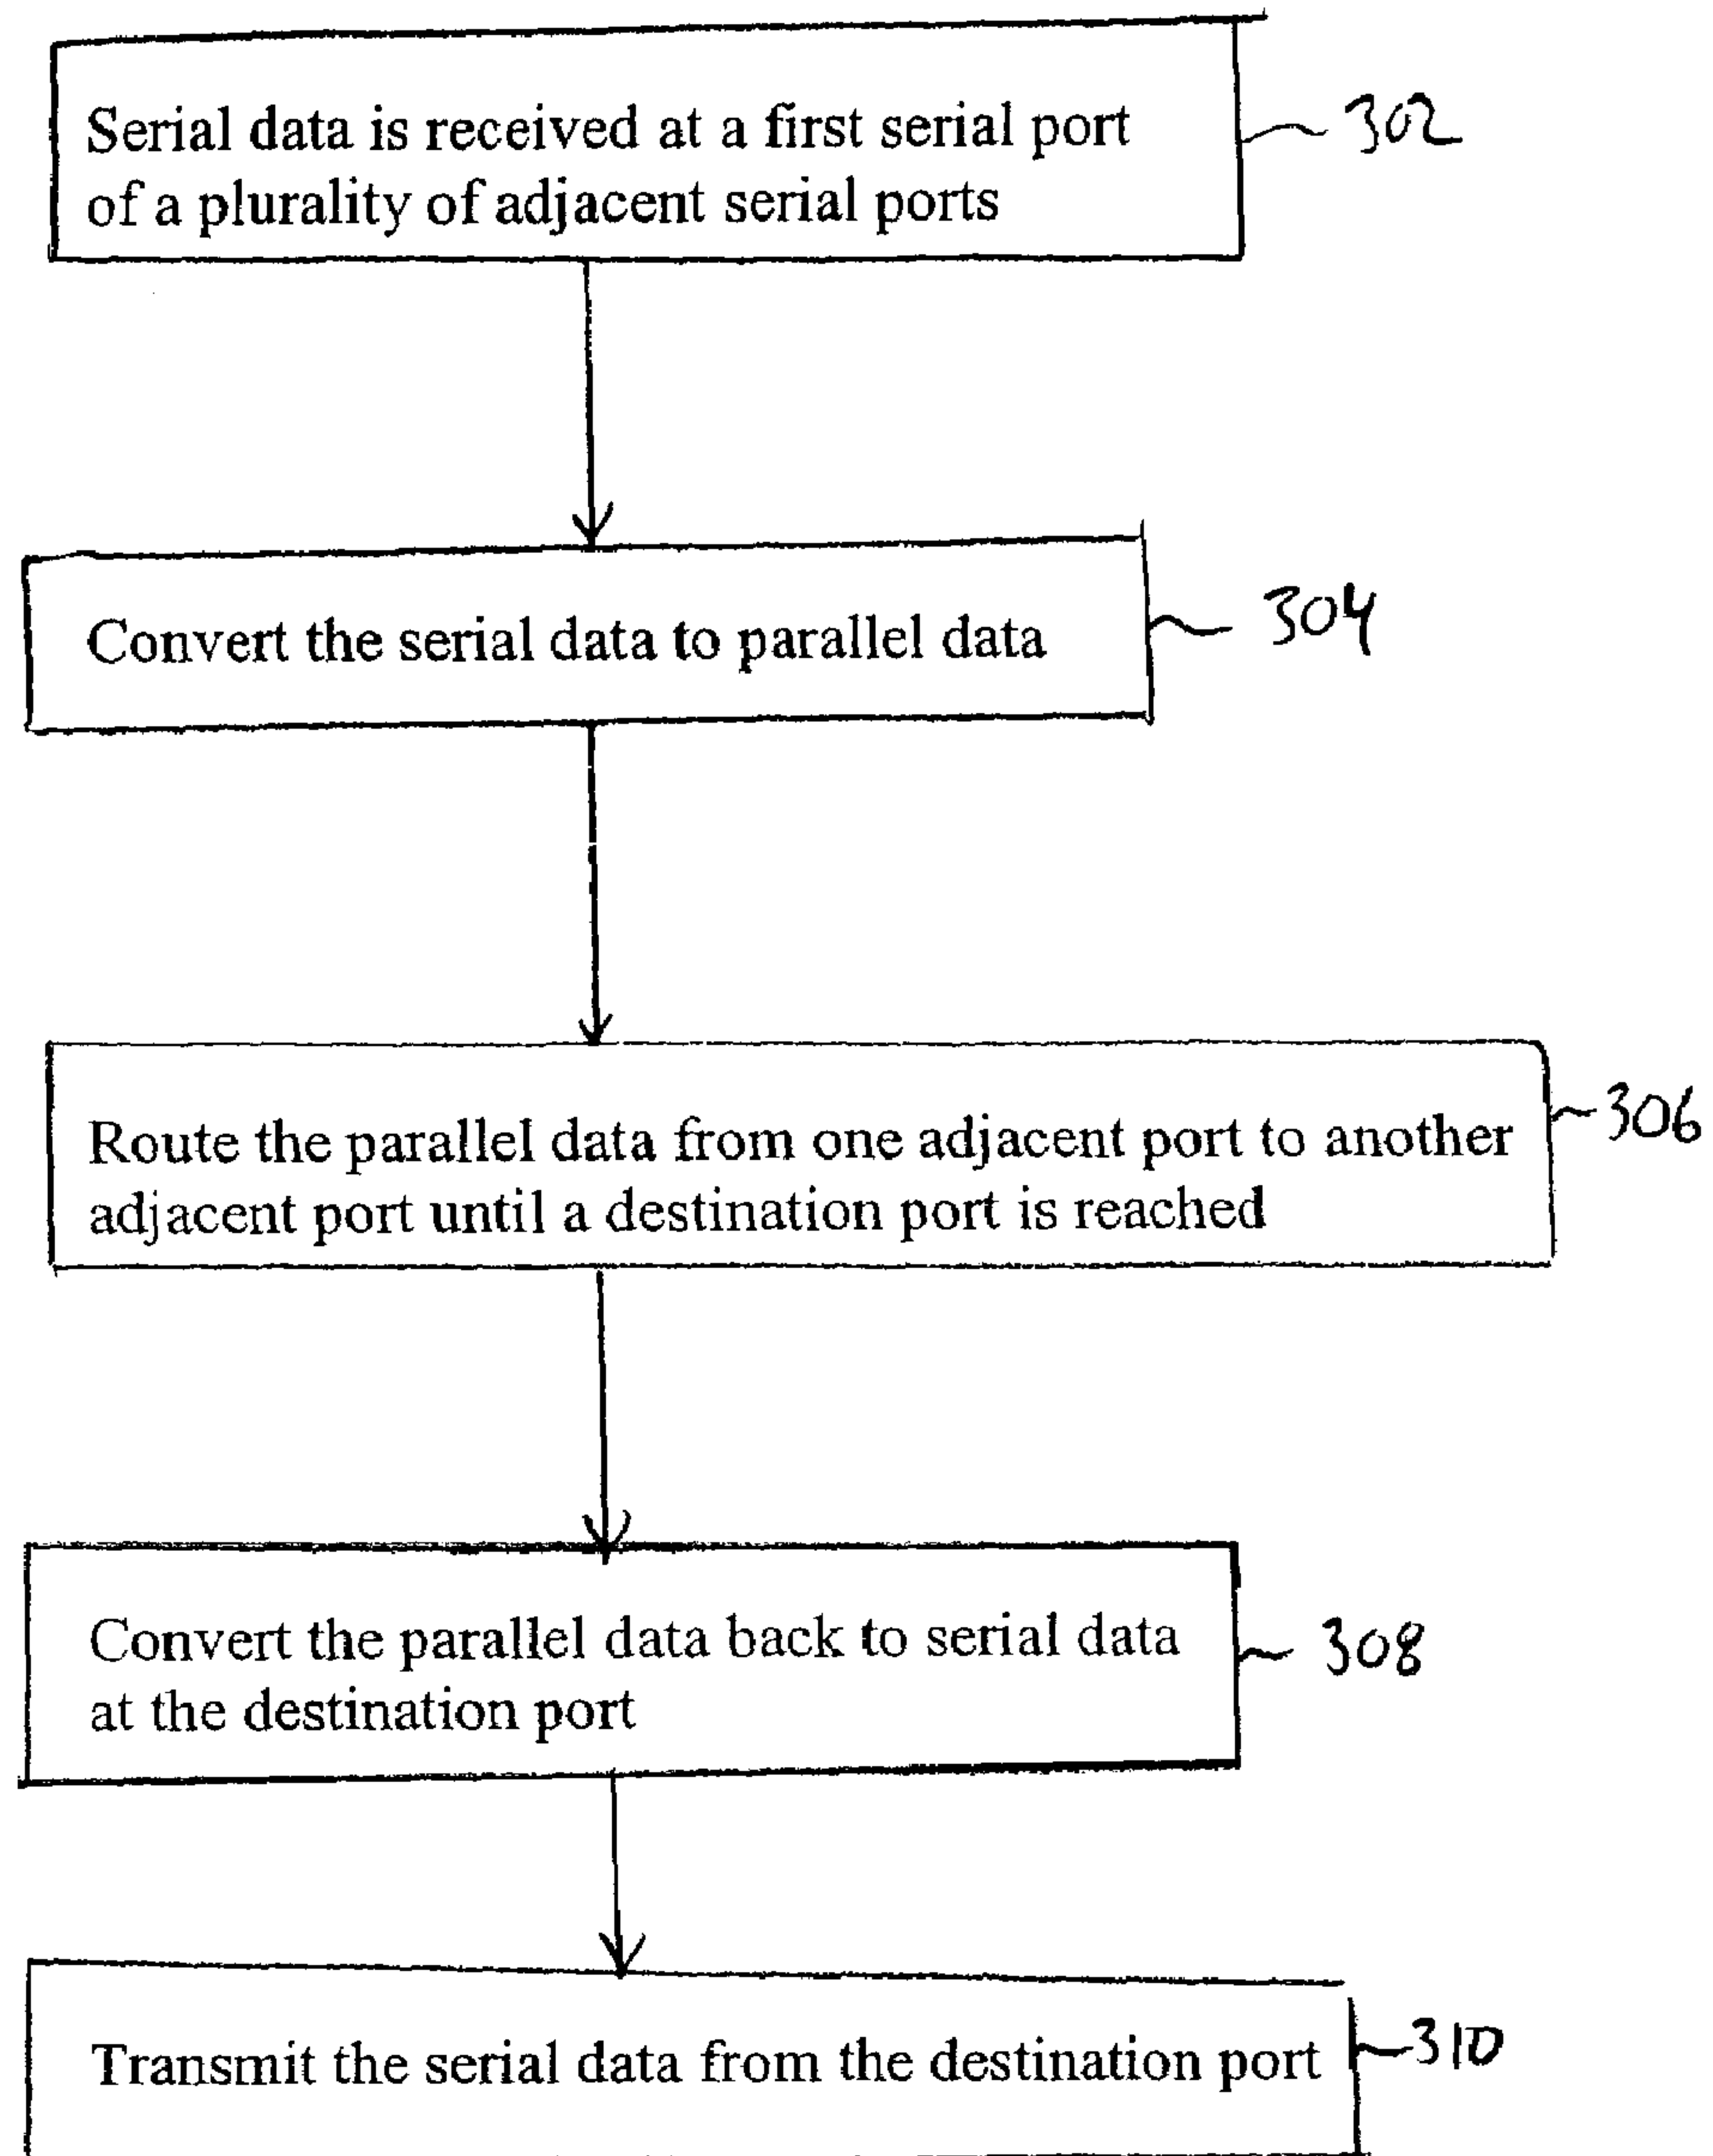 Serial data is received at a first serial port
of a plurality of adjacent serial ports
302
Convert the serial data to parallel data
304
Route the parallel data from one adjacent port to another
adjacent port until a destination port is reached
306
Convert the parallel data back to serial data
at the destination port
308
Transmit the serial data from the destination port
310